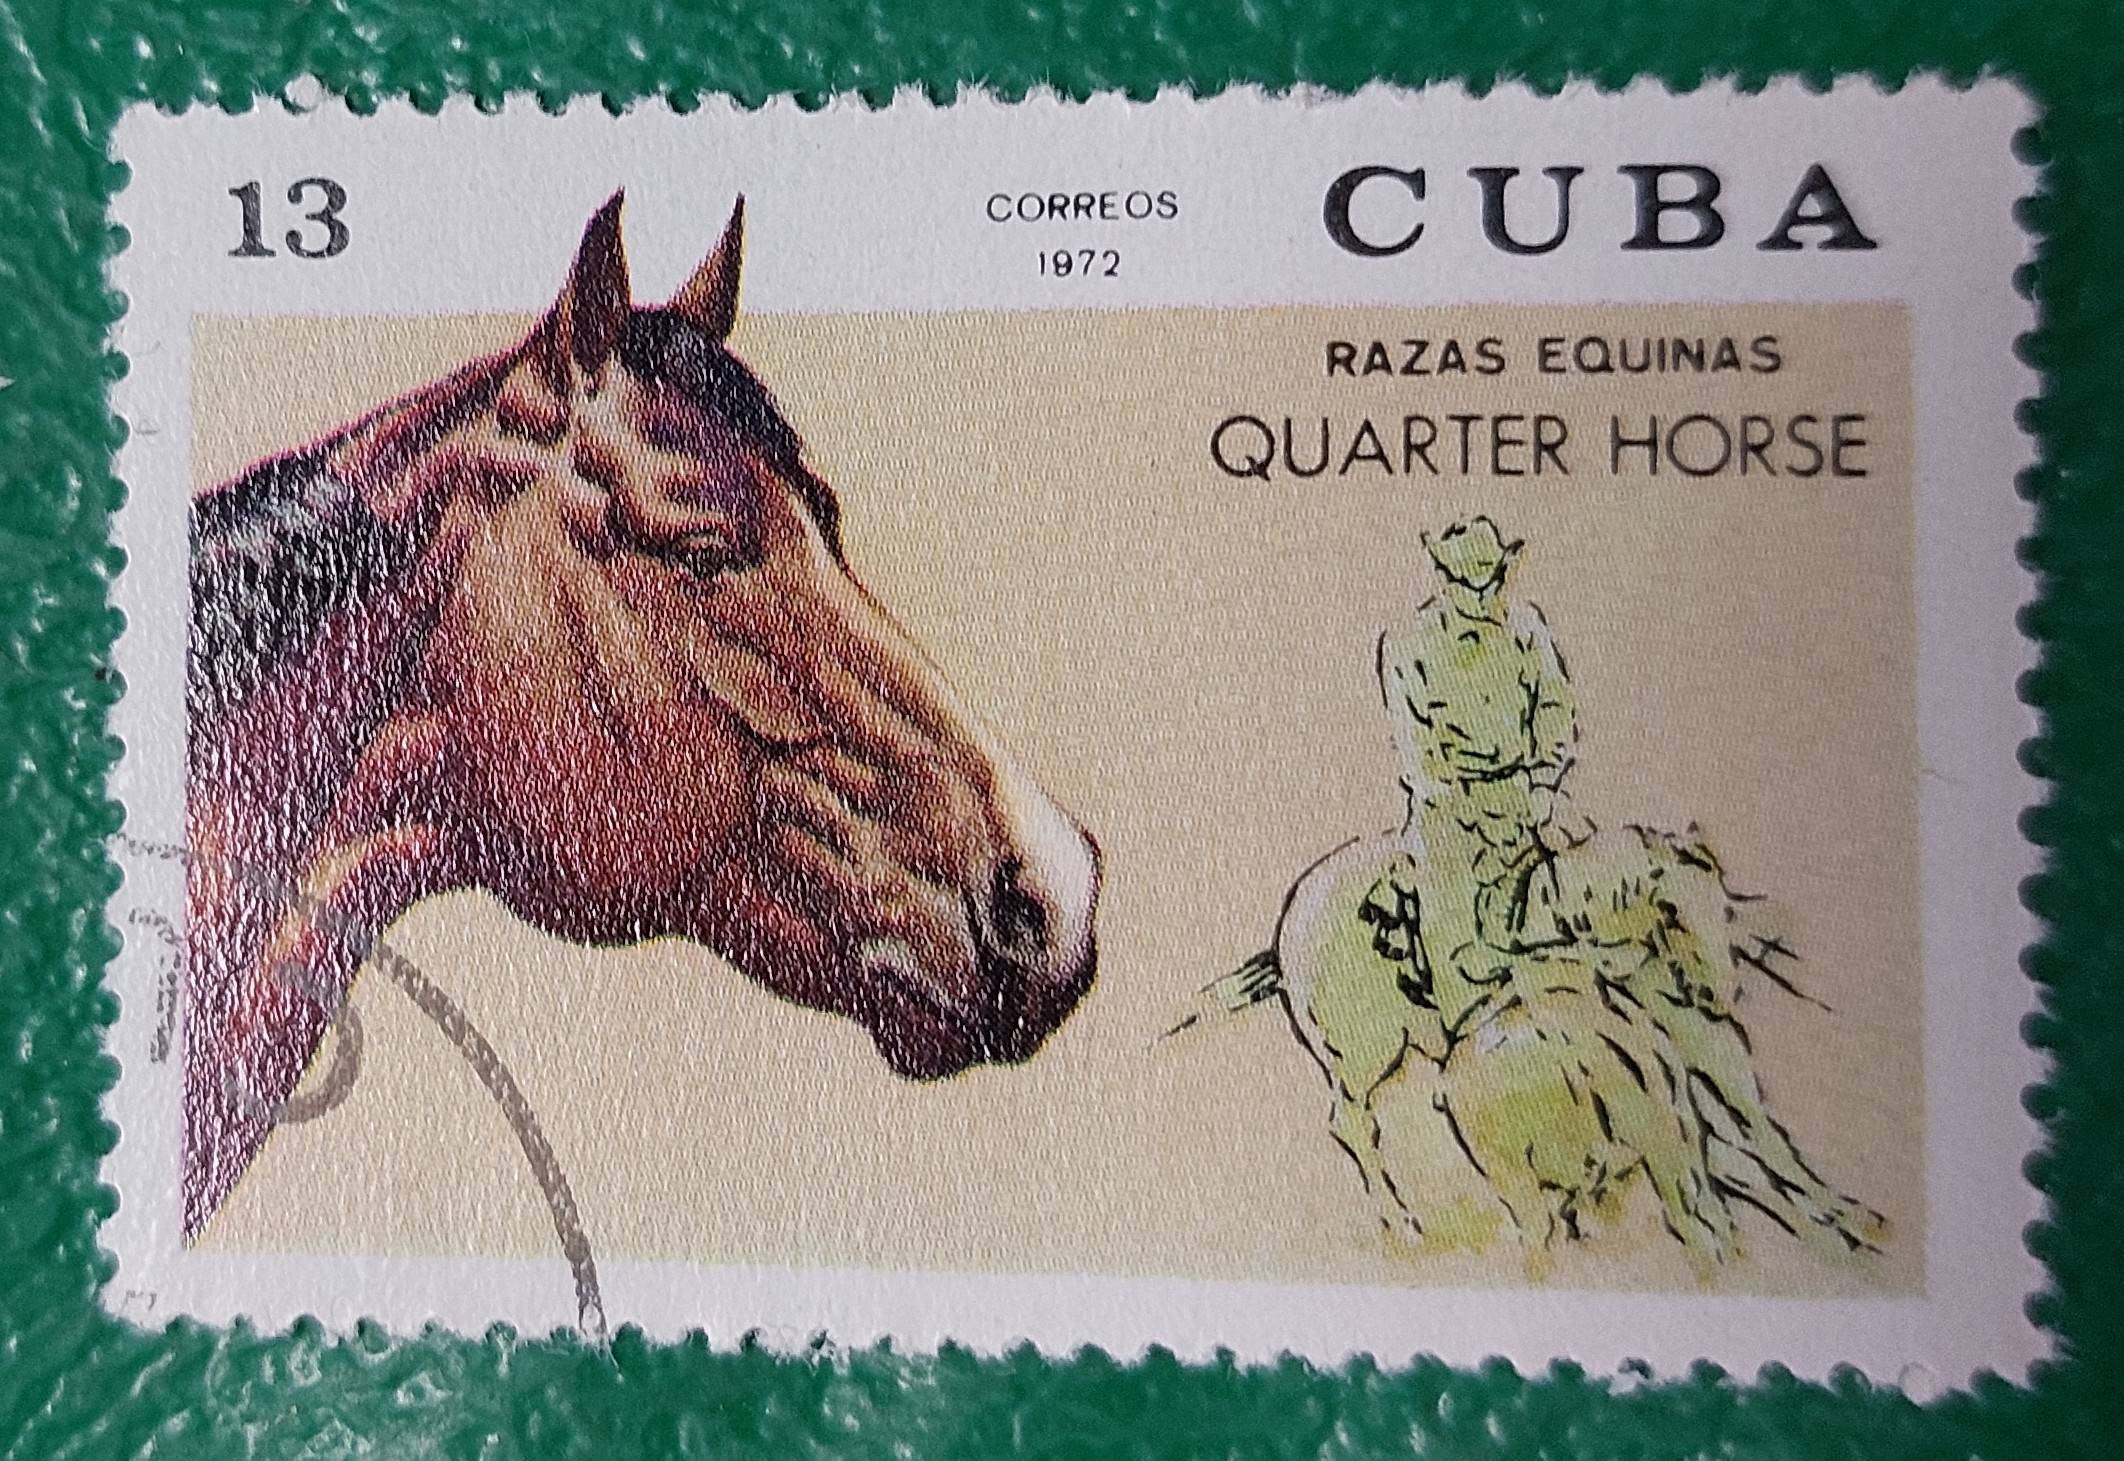 13
CORREOS
1972
CUBA
RAZAS EQUINAS
QUARTER HORSE